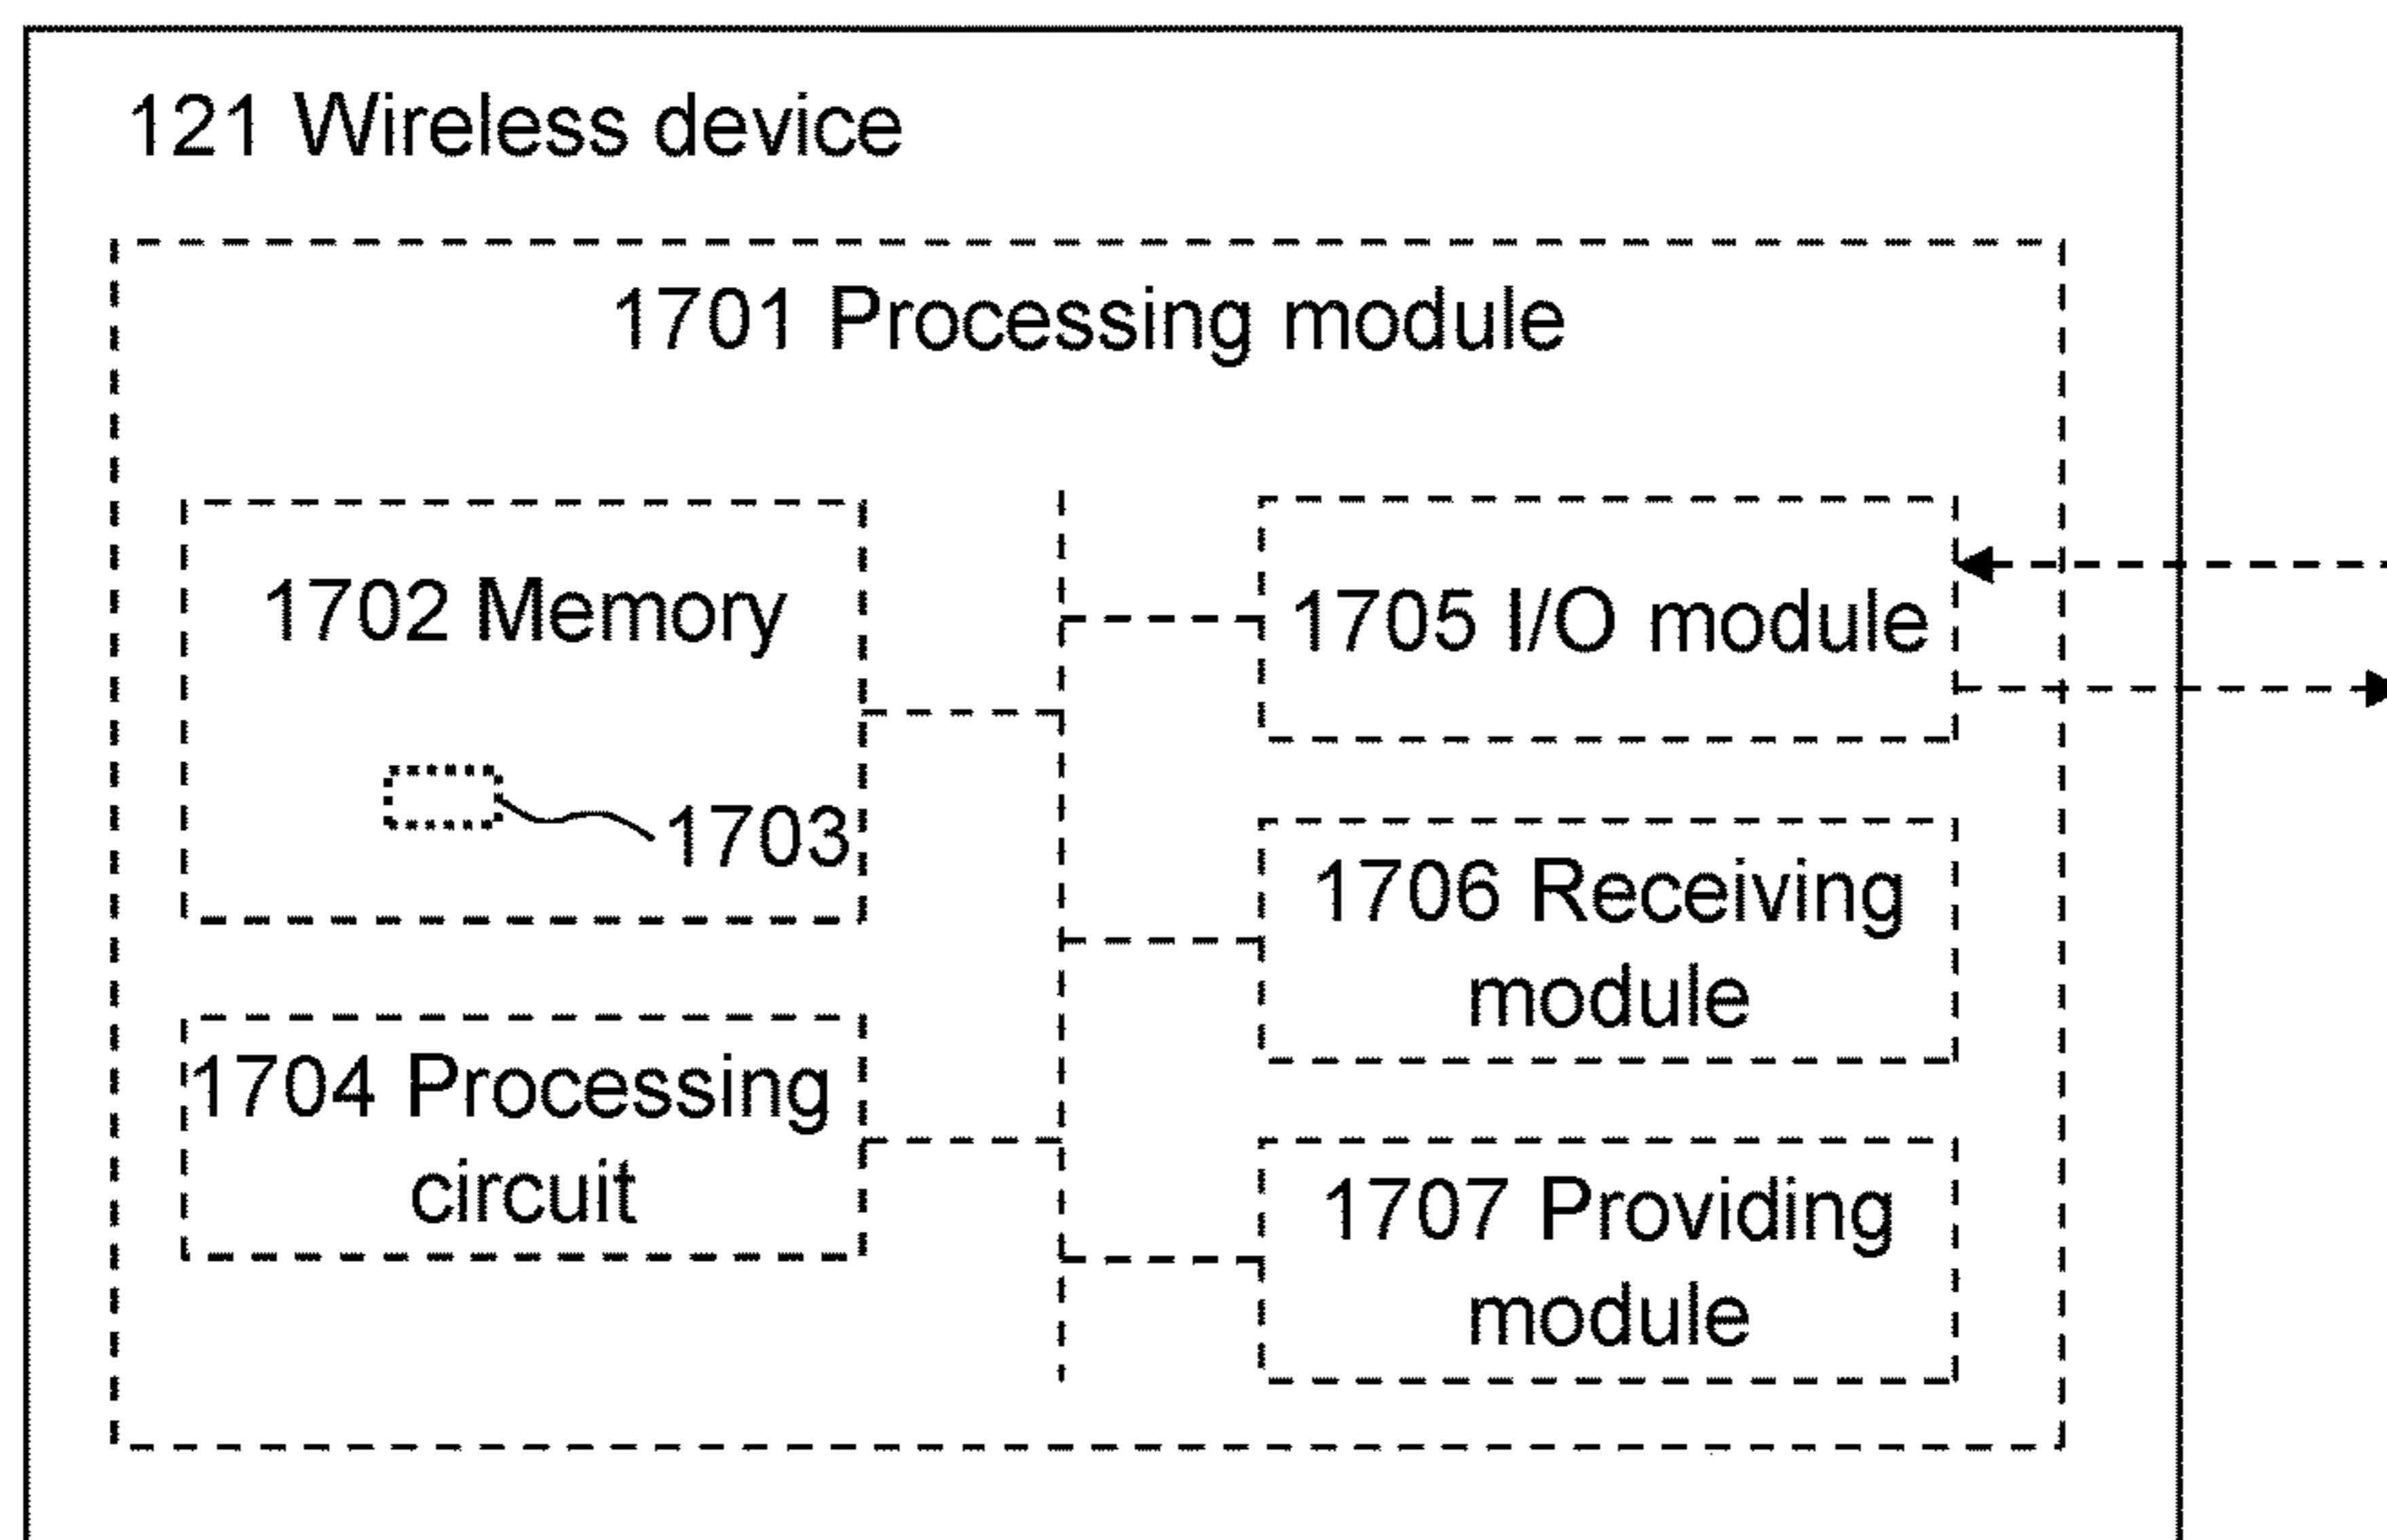 121 Wireless device
1701 Processing module
1702 Memory
1703
1704 Processing
circuit
1705 I/O module
1706 Receiving
module
1707 Providing
module